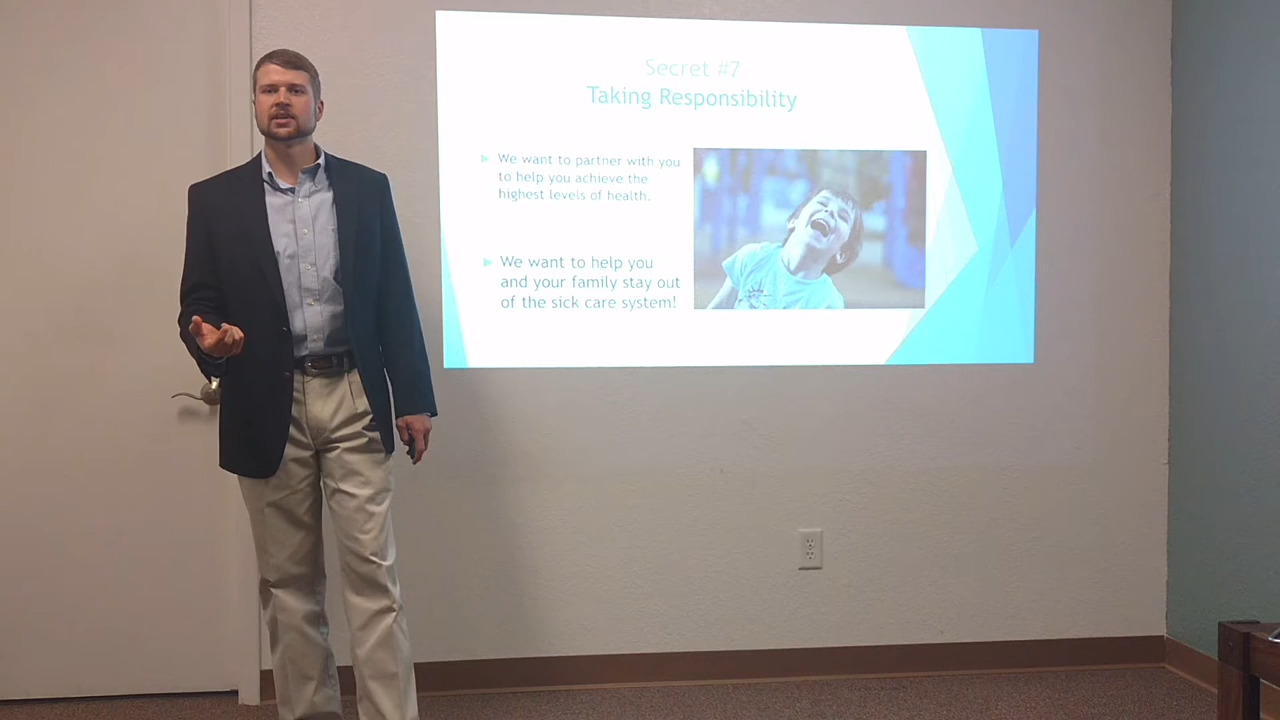 Secret #7
Taking Responsibility
We want to partner with you
to help you achieve the
highest levels of health.
We want to help you
and your family stay out
of the sick care system!